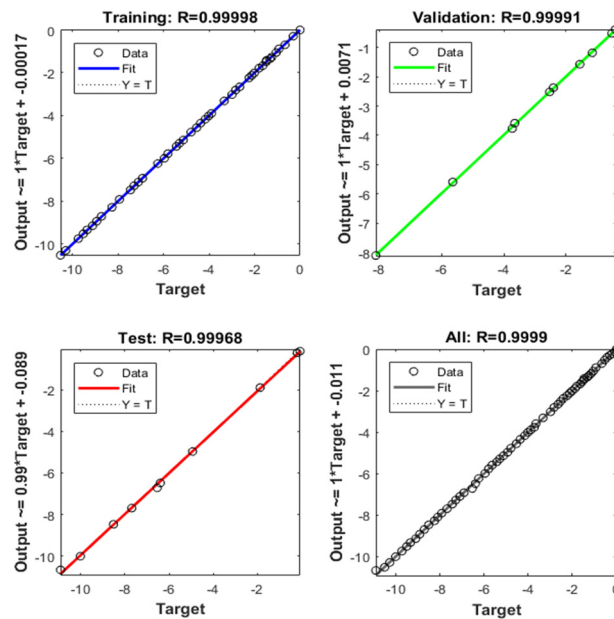 Training: R=0.99998
Output ~= 1*Target + -0.00017
Data
Fit
Y = T
0
-2
-4
-6
-8
-10
-10 -8 -6 -4 -2 0
Target
Validation: R=0.99991
Output ~= 1*Target + 0.0071
Data
Fit
Y = T
-1
-2
-3
-4
-5
-6
-7
-8
-8 -6 -4 -2
Target
Test: R=0.99968
Output ~= 0.99*Target + -0.089
Data
Fit
Y = T
-2
-4
-6
-8
-10
-10 -8 -6 -4 -2
Target
All: R=0.9999
Output ~= 1*Target + -0.011
Data
Fit
Y = T
0
-2
-4
-6
-8
-10
-10 -8 -6 -4 -2
Target